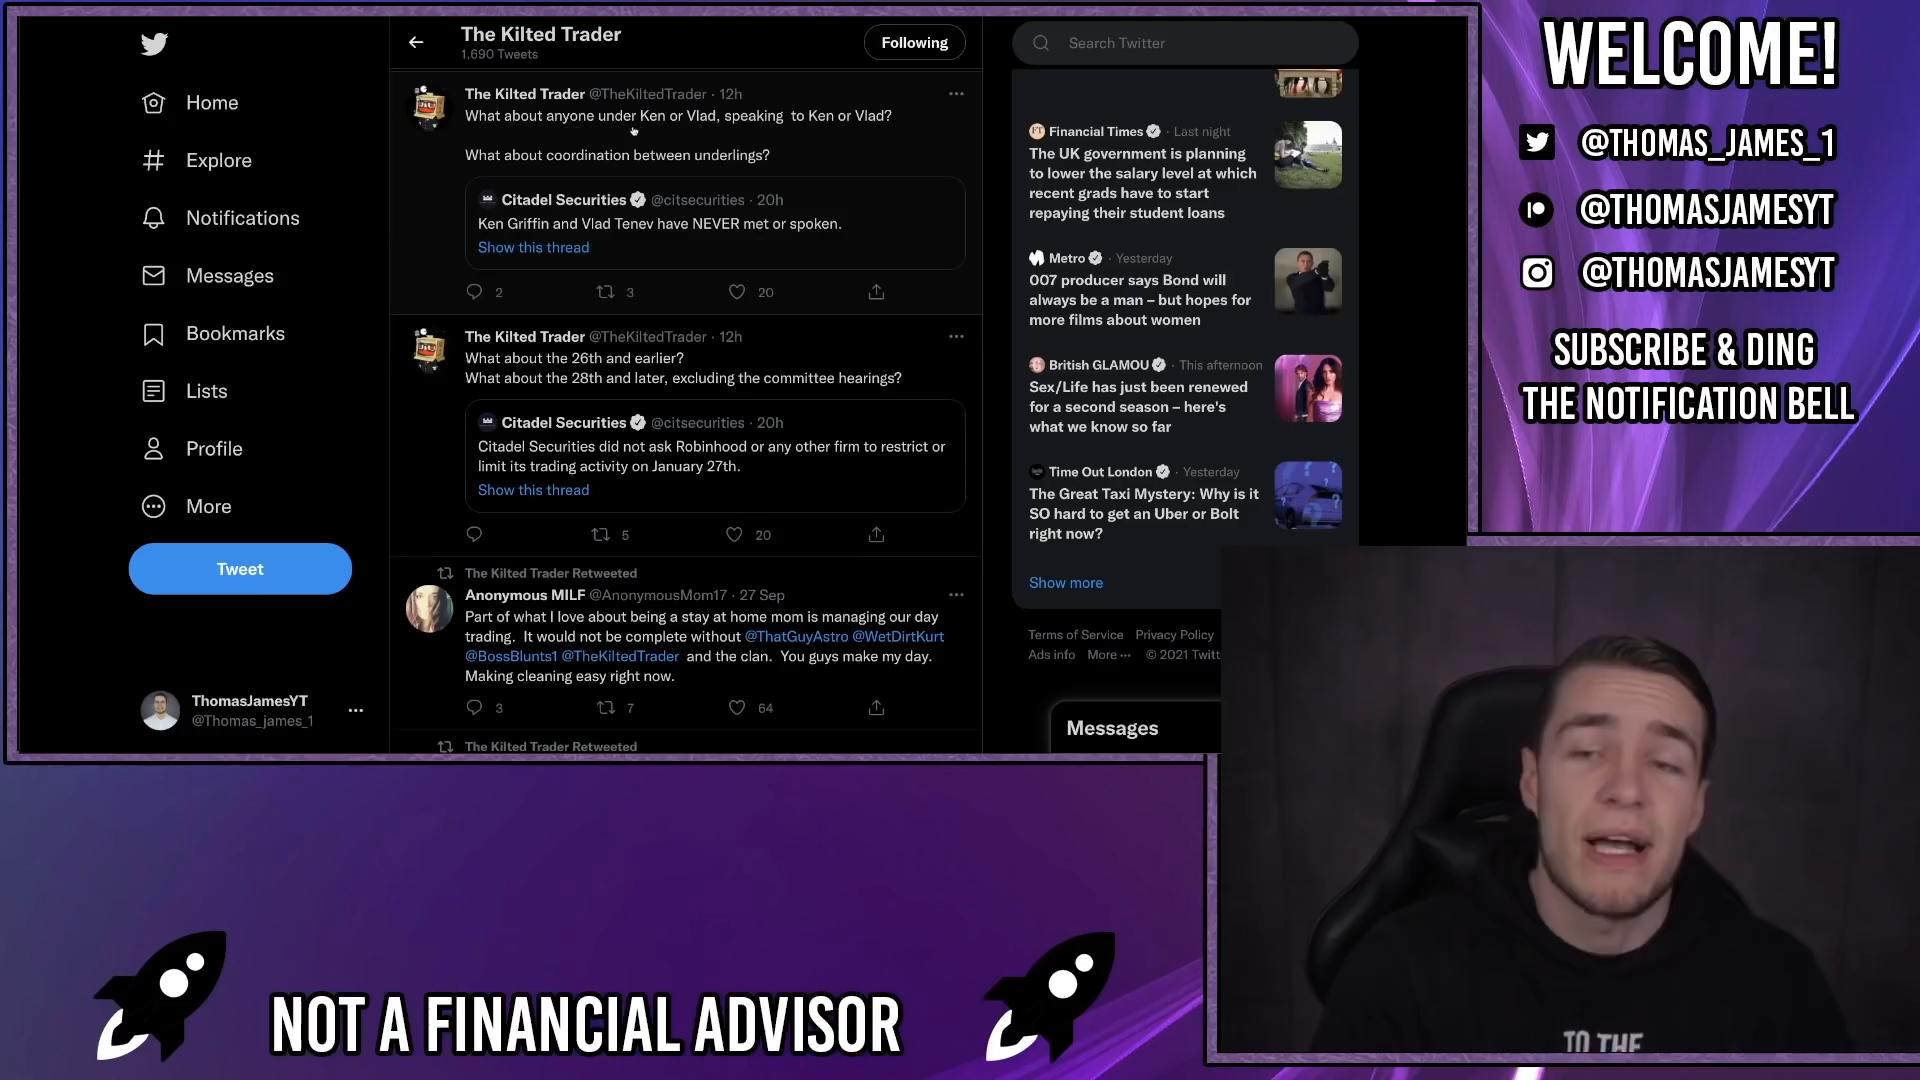 Home
Explore
Notifications
Messages
Bookmarks
Lists
Profile
More
Tweet
ThomasJamesYT
@Thomas_james_1
The Kilted Trader
1,690 Tweets
Following
The Kilted Trader @TheKiltedTrader · 12h
What about anyone under Ken or Vlad, speaking to Ken or Vlad?
What about coordination between underlings?
Citadel Securities @citsecurities · 20h
Ken Griffin and Vlad Tenev have NEVER met or spoken.
Show this thread
2 3 20
The Kilted Trader @TheKiltedTrader · 12h
What about the 26th and earlier?
What about the 28th and later, excluding the committee hearings?
Citadel Securities @citsecurities · 20h
Citadel Securities did not ask Robinhood or any other firm to restrict or
limit its trading activity on January 27th.
Show this thread
5 20
The Kilted Trader Retweeted
Anonymous MILF @AnonymousMom17 · 27 Sep
Part of what I love about being a stay at home mom is managing our day
trading. It would not be complete without @ThatGuyAstro @WetDirtKurt
@BossBlunts1 @TheKiltedTrader and the clan. You guys make my day.
Making cleaning easy right now.
3 7 64
The Kilted Trader Retweeted
Search Twitter
Financial Times · Last night
The UK government is planning
to lower the salary level at which
recent grads have to start
repaying their student loans
Metro · Yesterday
007 producer says Bond will
always be a man – but hopes for
more films about women
British GLAMOU · This afternoon
Sex/Life has just been renewed
for a second season – here's
what we know so far
Time Out London · Yesterday
The Great Taxi Mystery: Why is it
SO hard to get an Uber or Bolt
right now?
Show more
Terms of Service Privacy Policy
Ads info More ··· © 2021 Twitt
Messages
WELCOME!
@THOMAS_JAMES_1
@THOMASJAMESYT
@THOMASJAMESYT
SUBSCRIBE & DING
THE NOTIFICATION BELL
NOT A FINANCIAL ADVISOR
TO THE